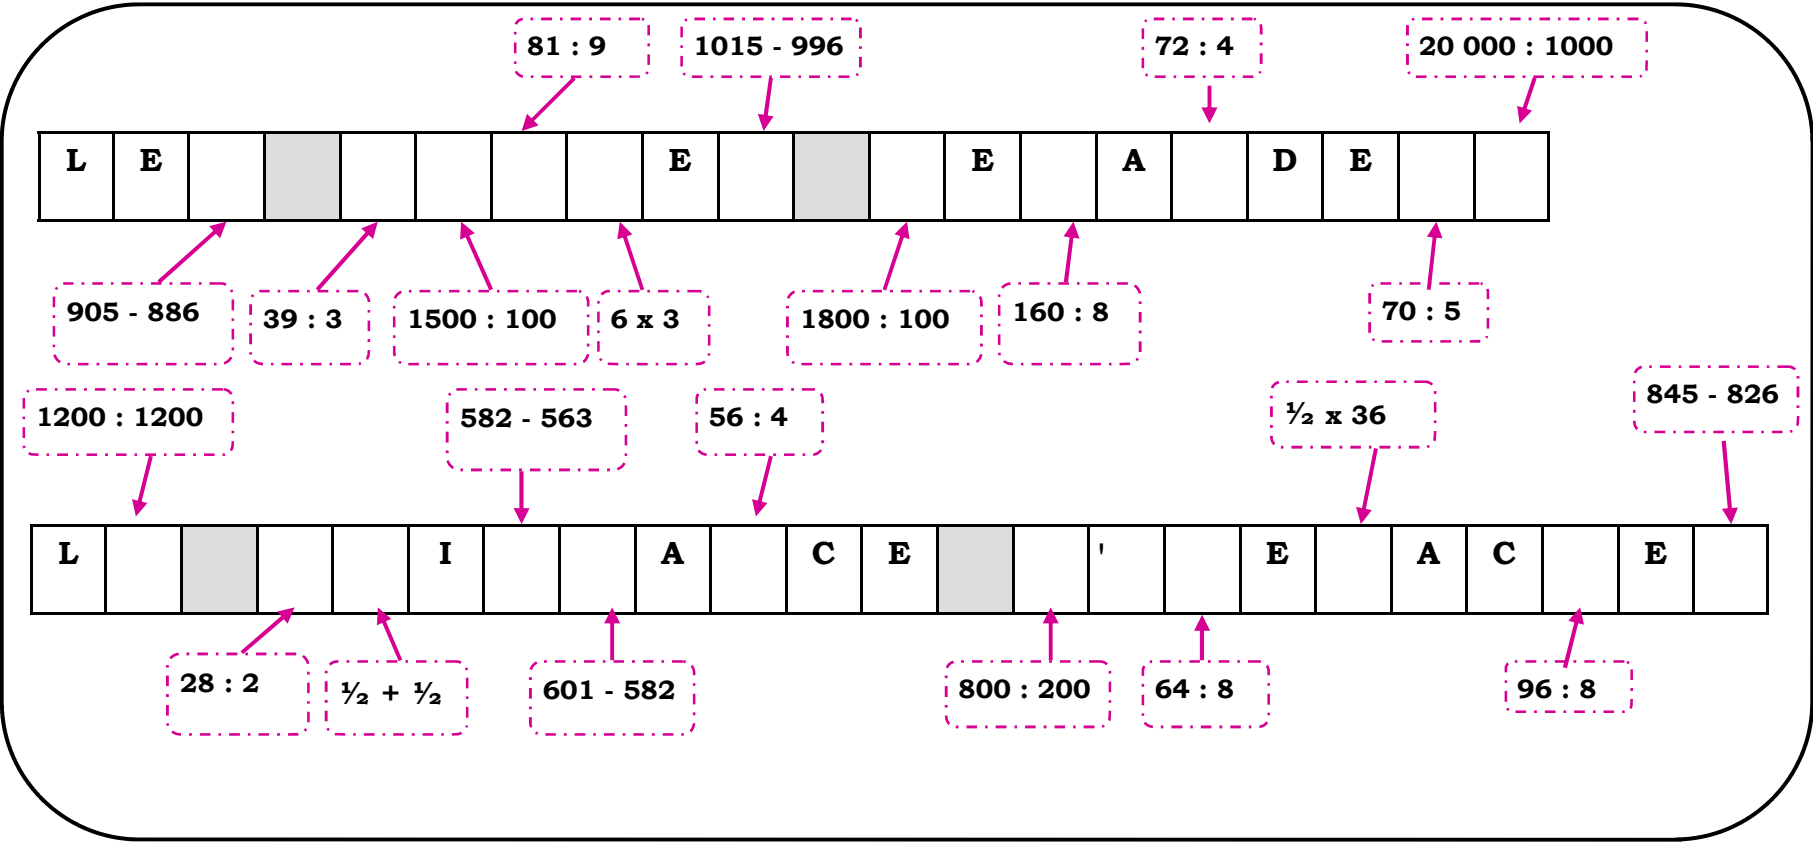 81 : 9 1015 - 996 72 : 4 20 000 : 1000
L E E E A D E
905 - 886 39 : 3 1500 : 100 6 x 3 1800 : 100 160 : 8 70 : 5
1200 : 1200 582 - 563 56 : 4 ½ x 36 845 - 826
L I A C E ' E A C E
28 : 2 ½ + ½ 601 - 582 800 : 200 64 : 8 96 : 8